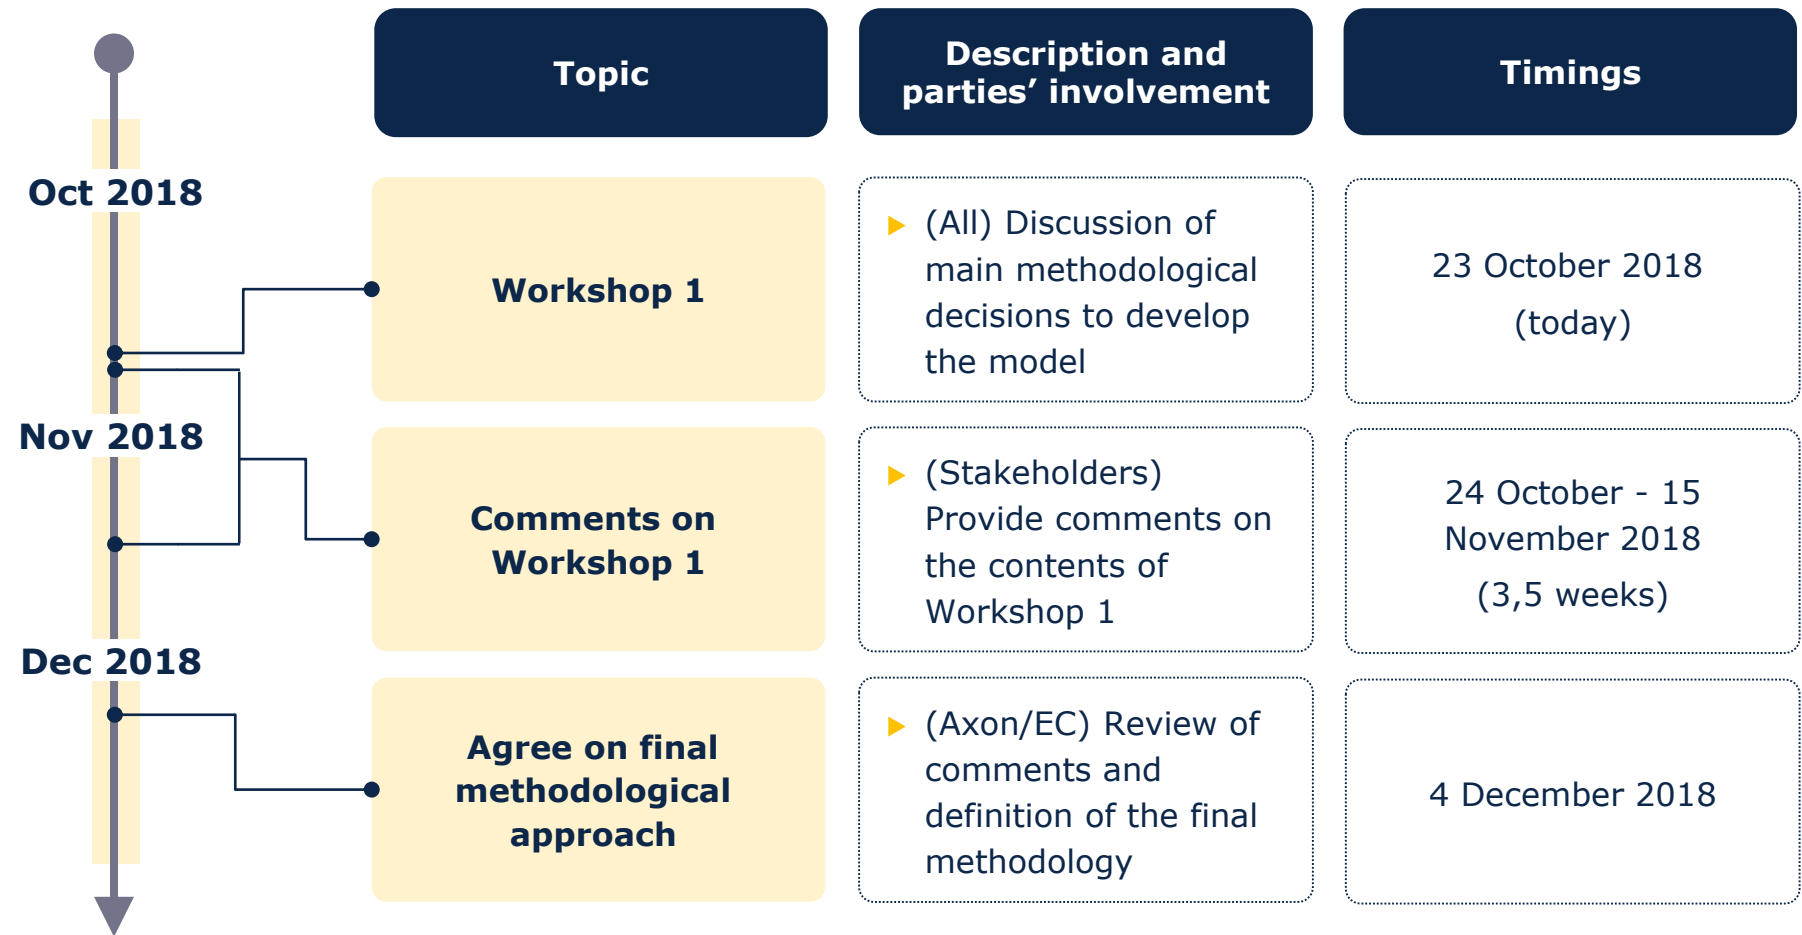 Topic
Description and
parties’ involvement
Timings
Oct 2018
Workshop 1
(All) Discussion of
main methodological
decisions to develop
the model
23 October 2018
(today)
Nov 2018
Comments on
Workshop 1
(Stakeholders)
Provide comments on
the contents of
Workshop 1
24 October - 15
November 2018
(3,5 weeks)
Dec 2018
Agree on final
methodological
approach
(Axon/EC) Review of
comments and
definition of the final
methodology
4 December 2018